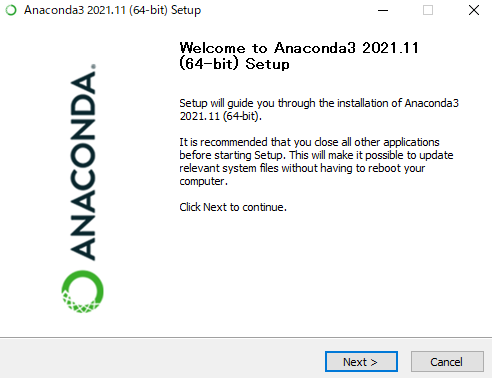 Anaconda3 2021.11 (64-bit) Setup
Welcome to Anaconda3 2021.11
(64-bit) Setup
Setup will guide you through the installation of Anaconda3
2021.11 (64-bit).
It is recommended that you close all other applications
before starting Setup. This will make it possible to update
relevant system files without having to reboot your
computer.
Click Next to continue.
ANACONDA.
Next >
Cancel